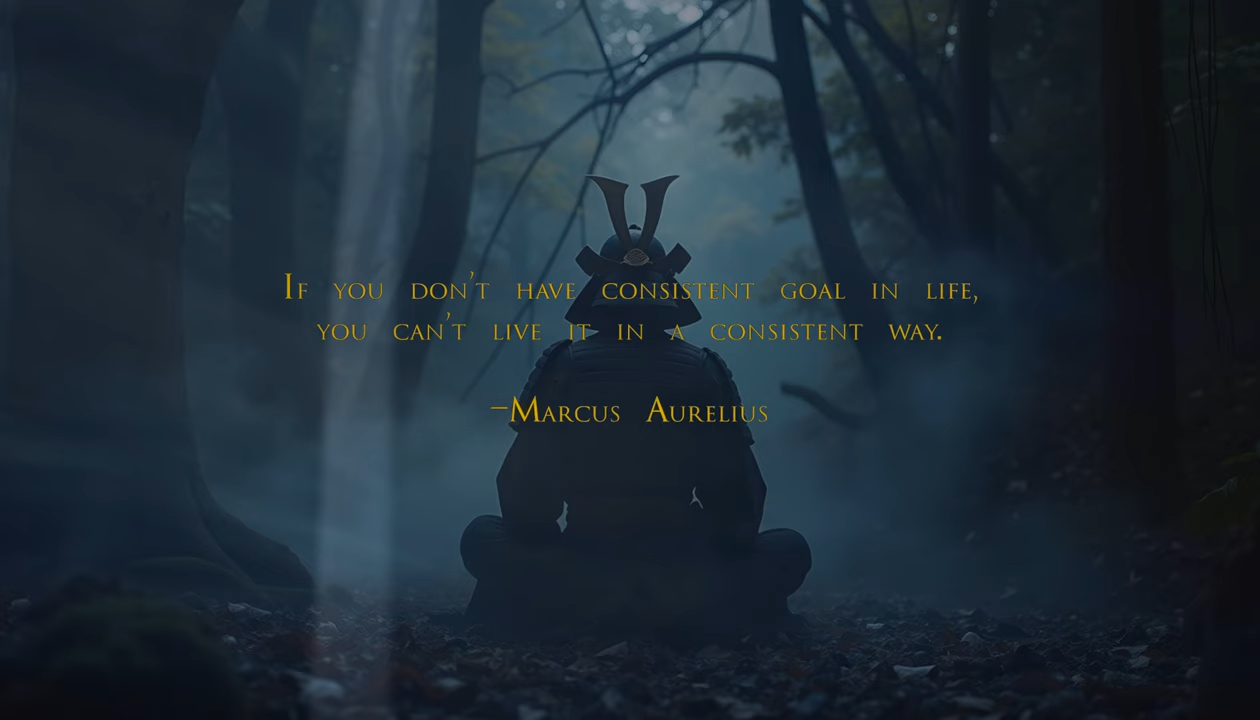 If you don't have consistent goal in life,
you can't live it in a consistent way.
–Marcus Aurelius